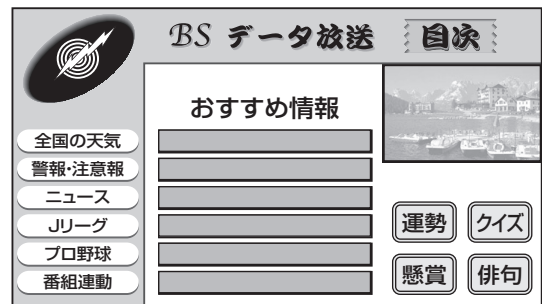 BS データ放送 目次
おすすめ情報
全国の天気
警報・注意報
ニュース
Jリーグ
プロ野球
番組連動
運勢 クイズ
懸賞 俳句